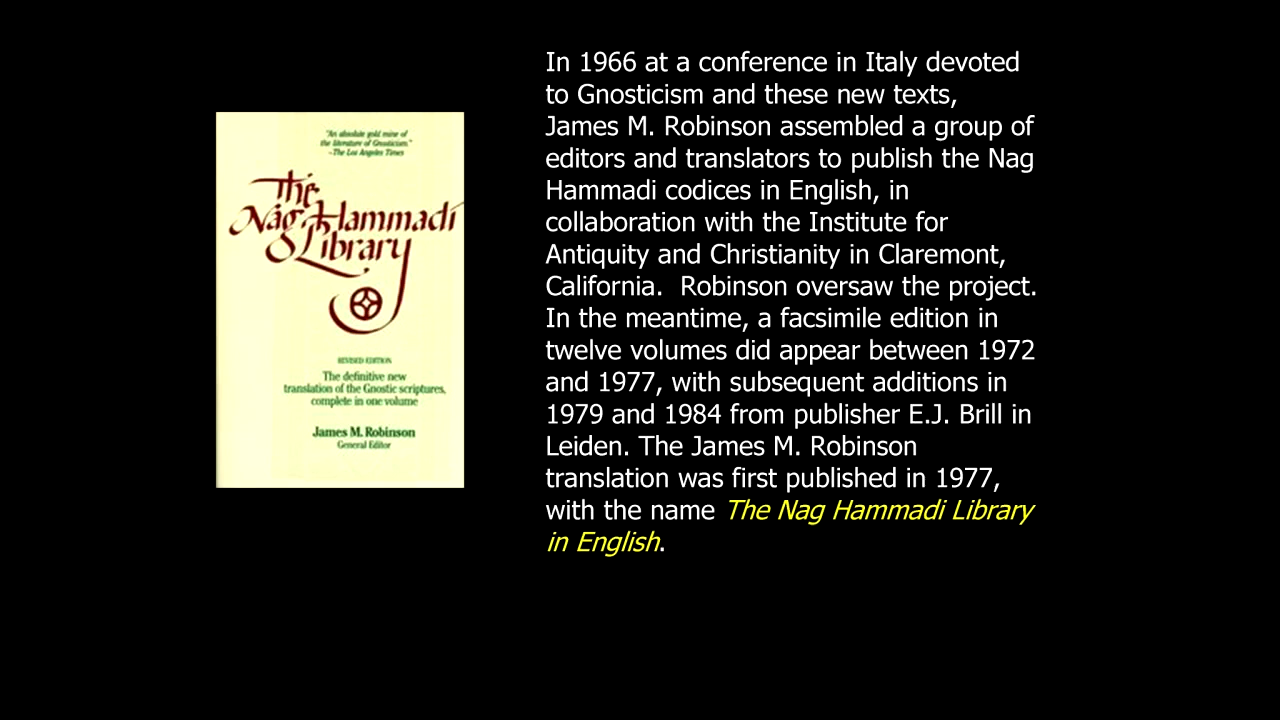 "An absolute gold mine of
the literature of Gnosticism."
–The Los Angeles Times
The
Nag Hammadi
Library
REVISED EDITION
The definitive new
translation of the Gnostic scriptures,
complete in one volume
James M. Robinson
General Editor
In 1966 at a conference in Italy devoted
to Gnosticism and these new texts,
James M. Robinson assembled a group of
editors and translators to publish the Nag
Hammadi codices in English, in
collaboration with the Institute for
Antiquity and Christianity in Claremont,
California.  Robinson oversaw the project.
In the meantime, a facsimile edition in
twelve volumes did appear between 1972
and 1977, with subsequent additions in
1979 and 1984 from publisher E.J. Brill in
Leiden. The James M. Robinson
translation was first published in 1977,
with the name The Nag Hammadi Library
in English.